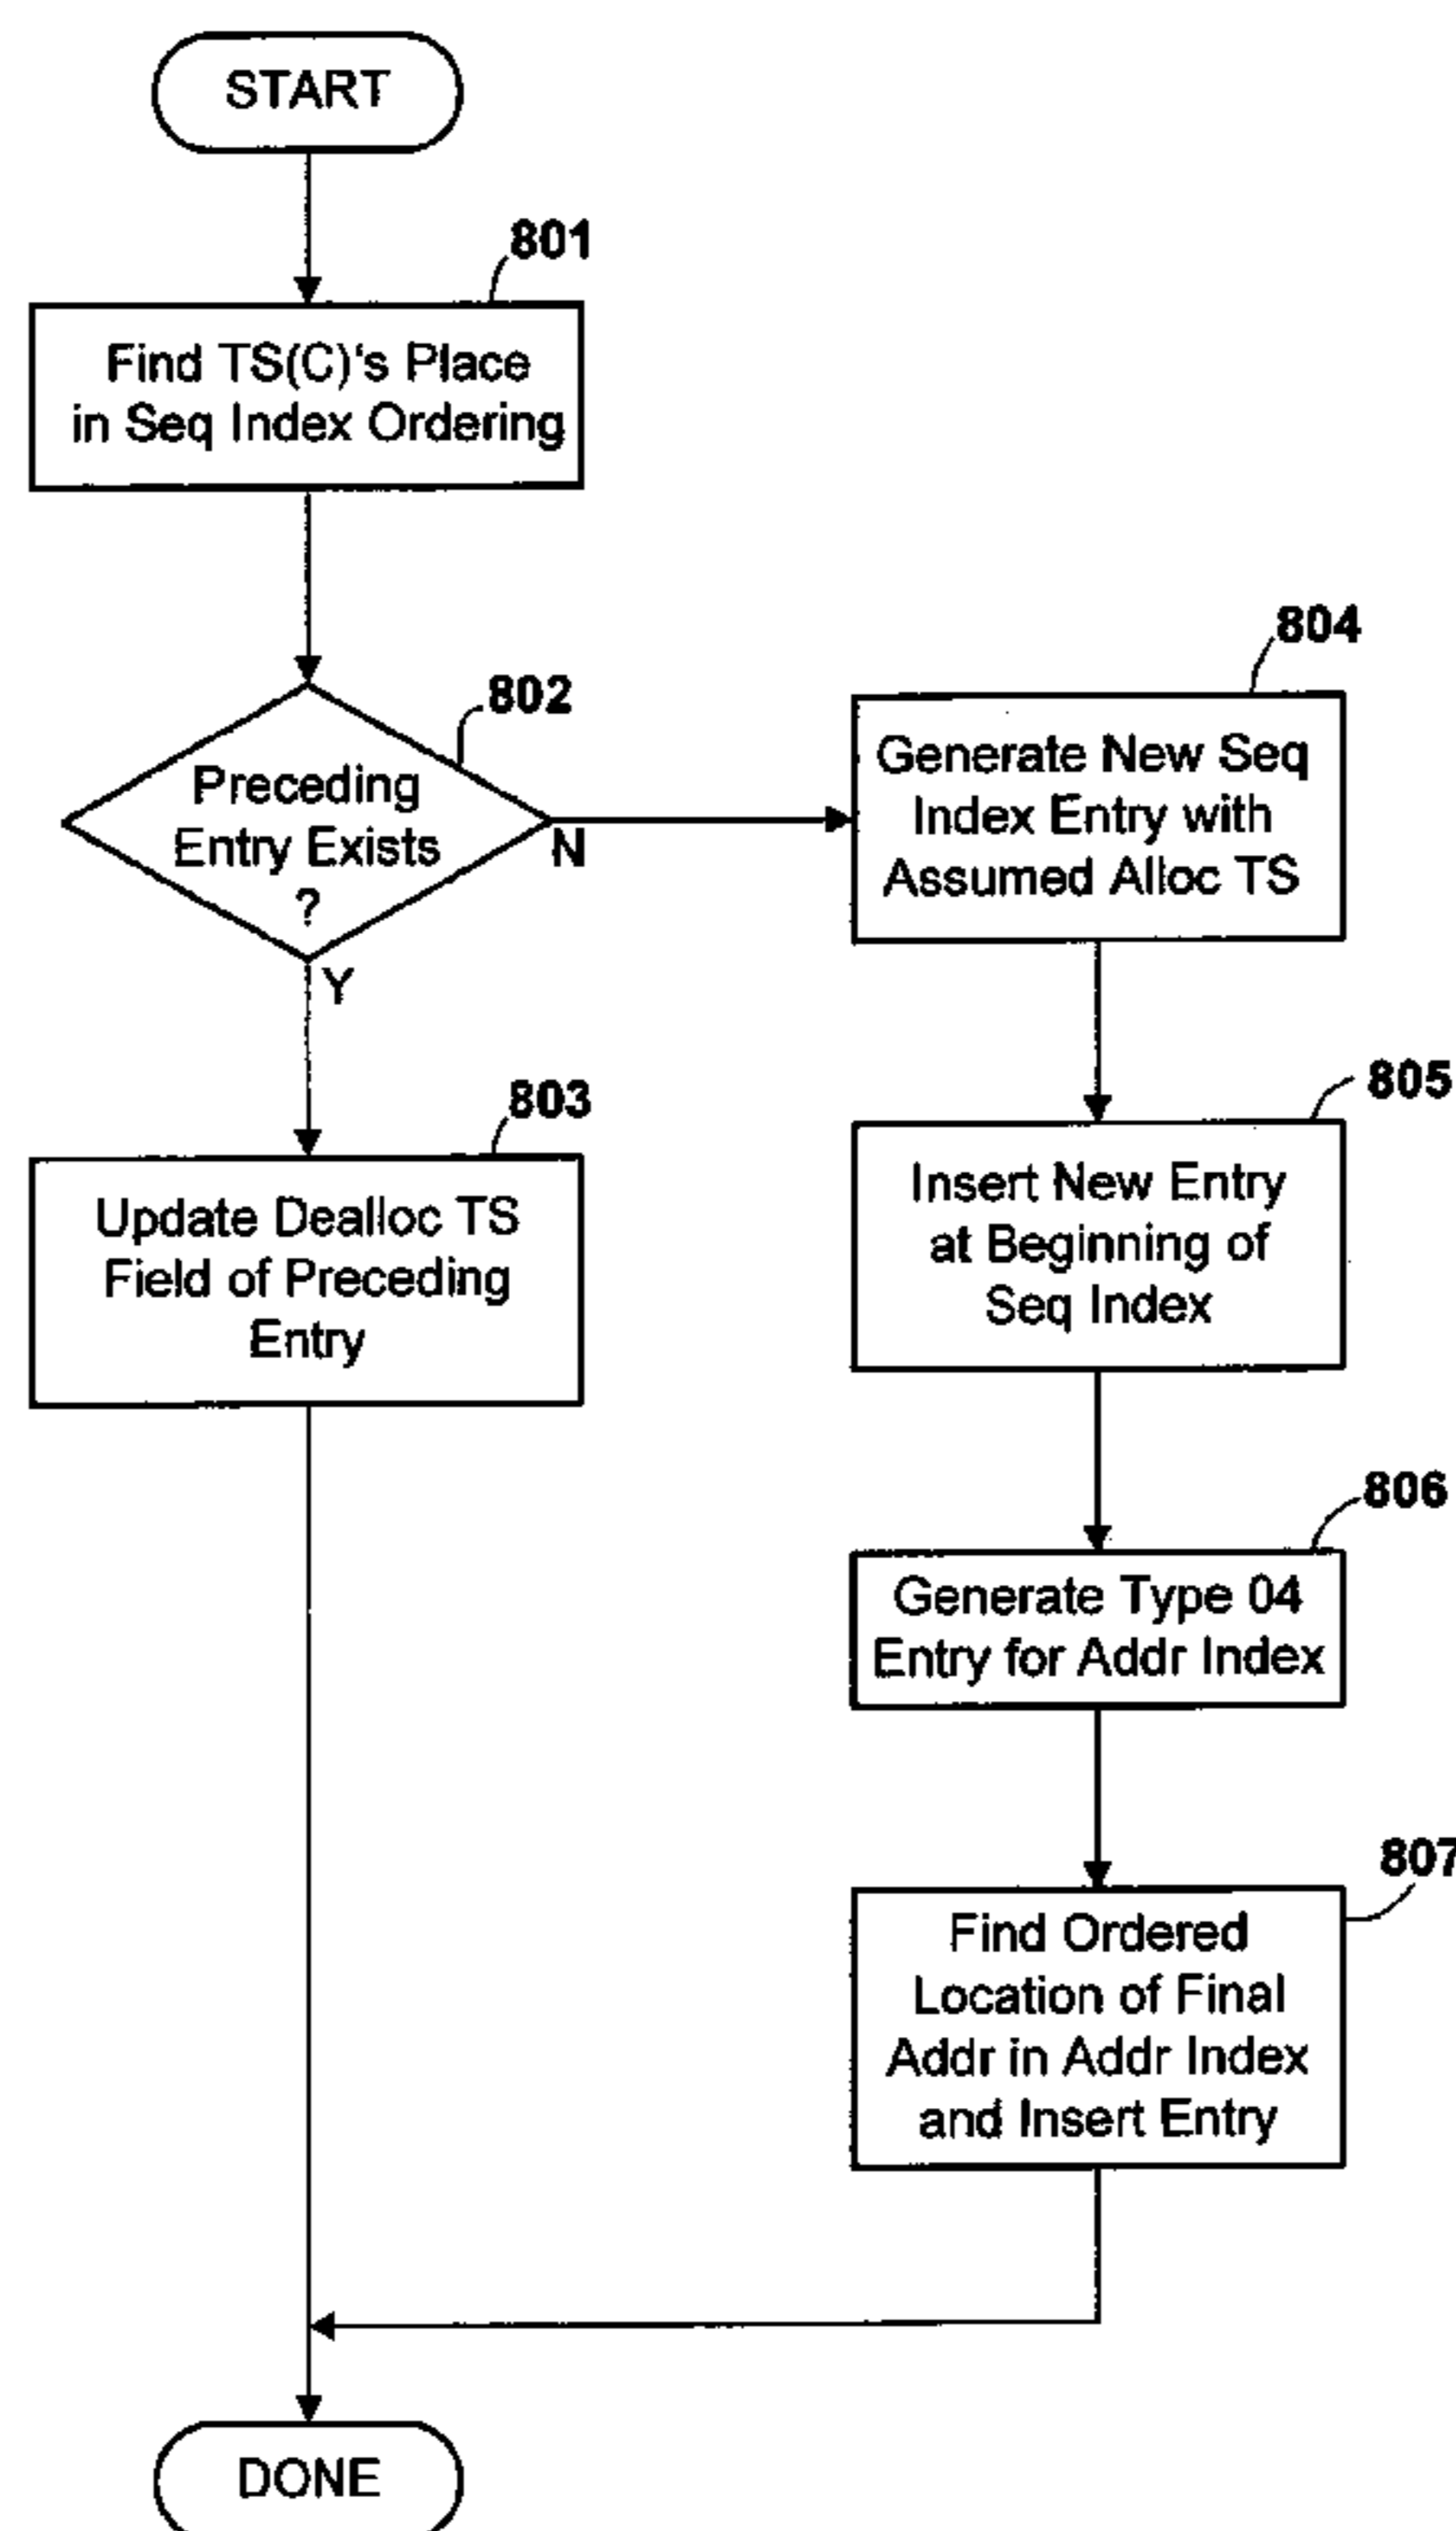 START
801
Find TS(C)'s Place
in Seq Index Ordering
802
Preceding
Entry Exists
?
N
Y
803
Update Dealloc TS
Field of Preceding
Entry
804
Generate New Seq
Index Entry with
Assumed Alloc TS
805
Insert New Entry
at Beginning of
Seq Index
806
Generate Type 04
Entry for Addr Index
807
Find Ordered
Location of Final
Addr in Addr Index
and Insert Entry
DONE